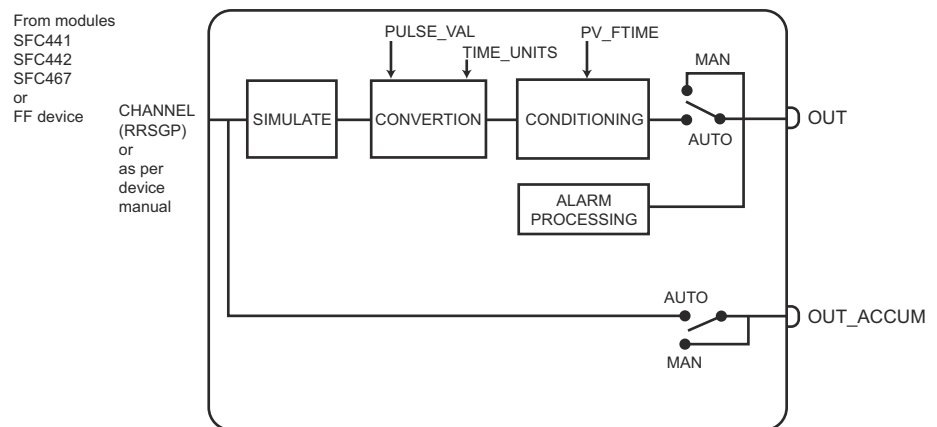 From modules
SFC441
SFC442
SFC467
or
FF device
CHANNEL
(RRSGP)
or
as per
device
manual
PULSE_VAL
TIME_UNITS
PV_FTIME
MAN
SIMULATE
CONVERTION
CONDITIONING
AUTO
OUT
ALARM
PROCESSING
AUTO
OUT_ACCUM
MAN